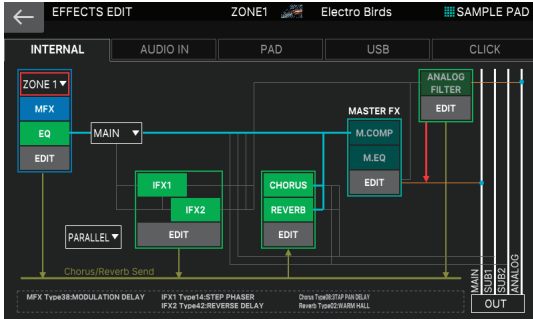 EFFECTS EDIT
ZONE1
Electro Birds
SAMPLE PAD
INTERNAL
AUDIO IN
PAD
USB
CLICK
ZONE 1▼
MFX
EQ
EDIT
MAIN ▼
IFX1
IFX2
EDIT
PARALLEL▼
CHORUS
REVERB
EDIT
MASTER FX
M.COMP
M.EQ
EDIT
ANALOG
FILTER
EDIT
Chorus/Reverb Send
MAIN
SUB1
SUB2
ANALOG
OUT
MFX Type38:MODULATION DELAY
IFX1 Type14:STEP PHASER
IFX2 Type42:REVERSE DELAY
Chorus Type08:3TAP PAN DELAY
Reverb Type02:WARM HALL